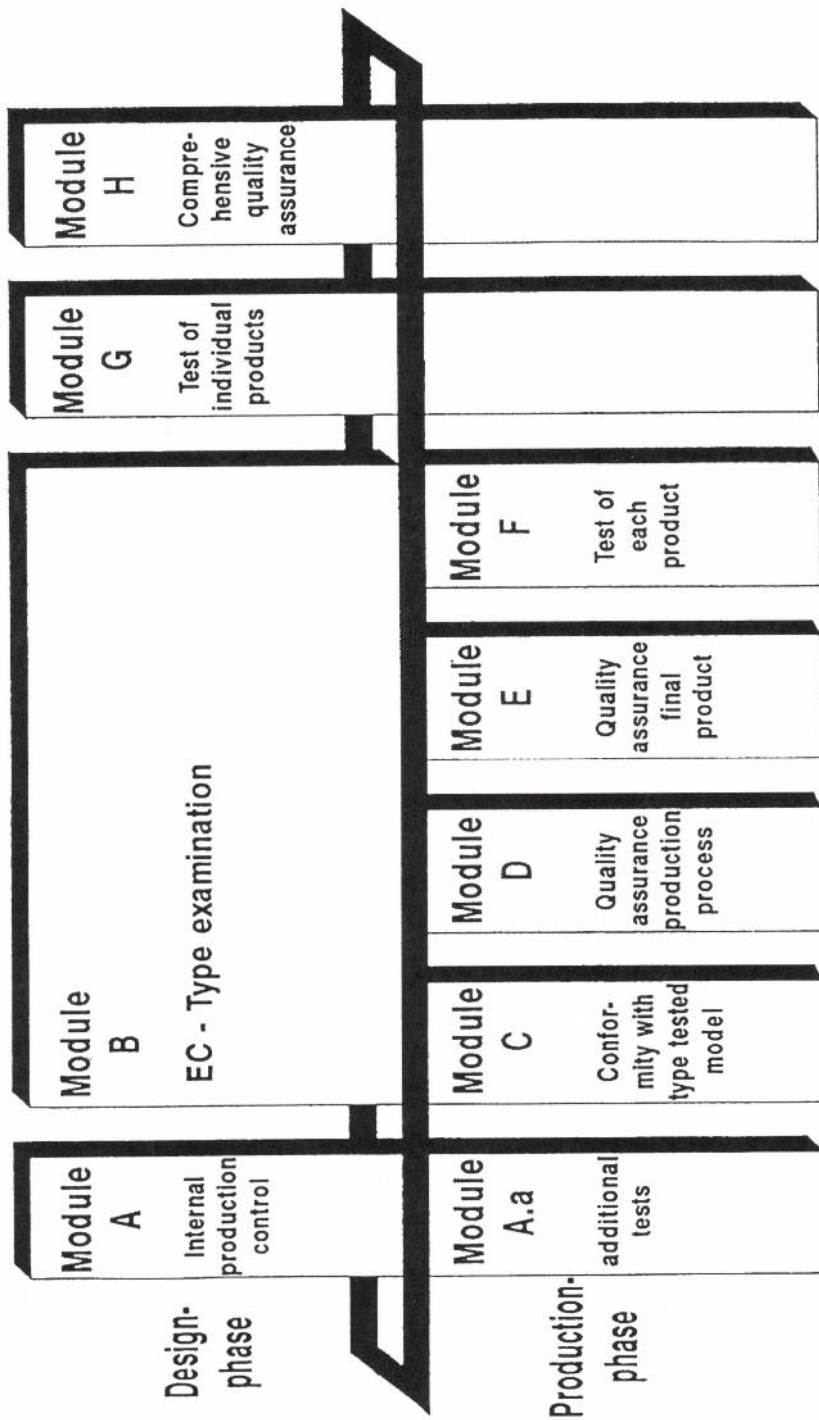 Design-
phase
Module
A
Internal
production
control
Module
B
EC - Type examination
Module
G
Test of
individual
products
Module
H
Compre-
hensive
quality
assurance
Production-
phase
Module
A.a
additional
tests
Module
C
Confor-
mity with
type tested
model
Module
D
Quality
assurance
production
process
Module
E
Quality
assurance
final
product
Module
F
Test of
each
product